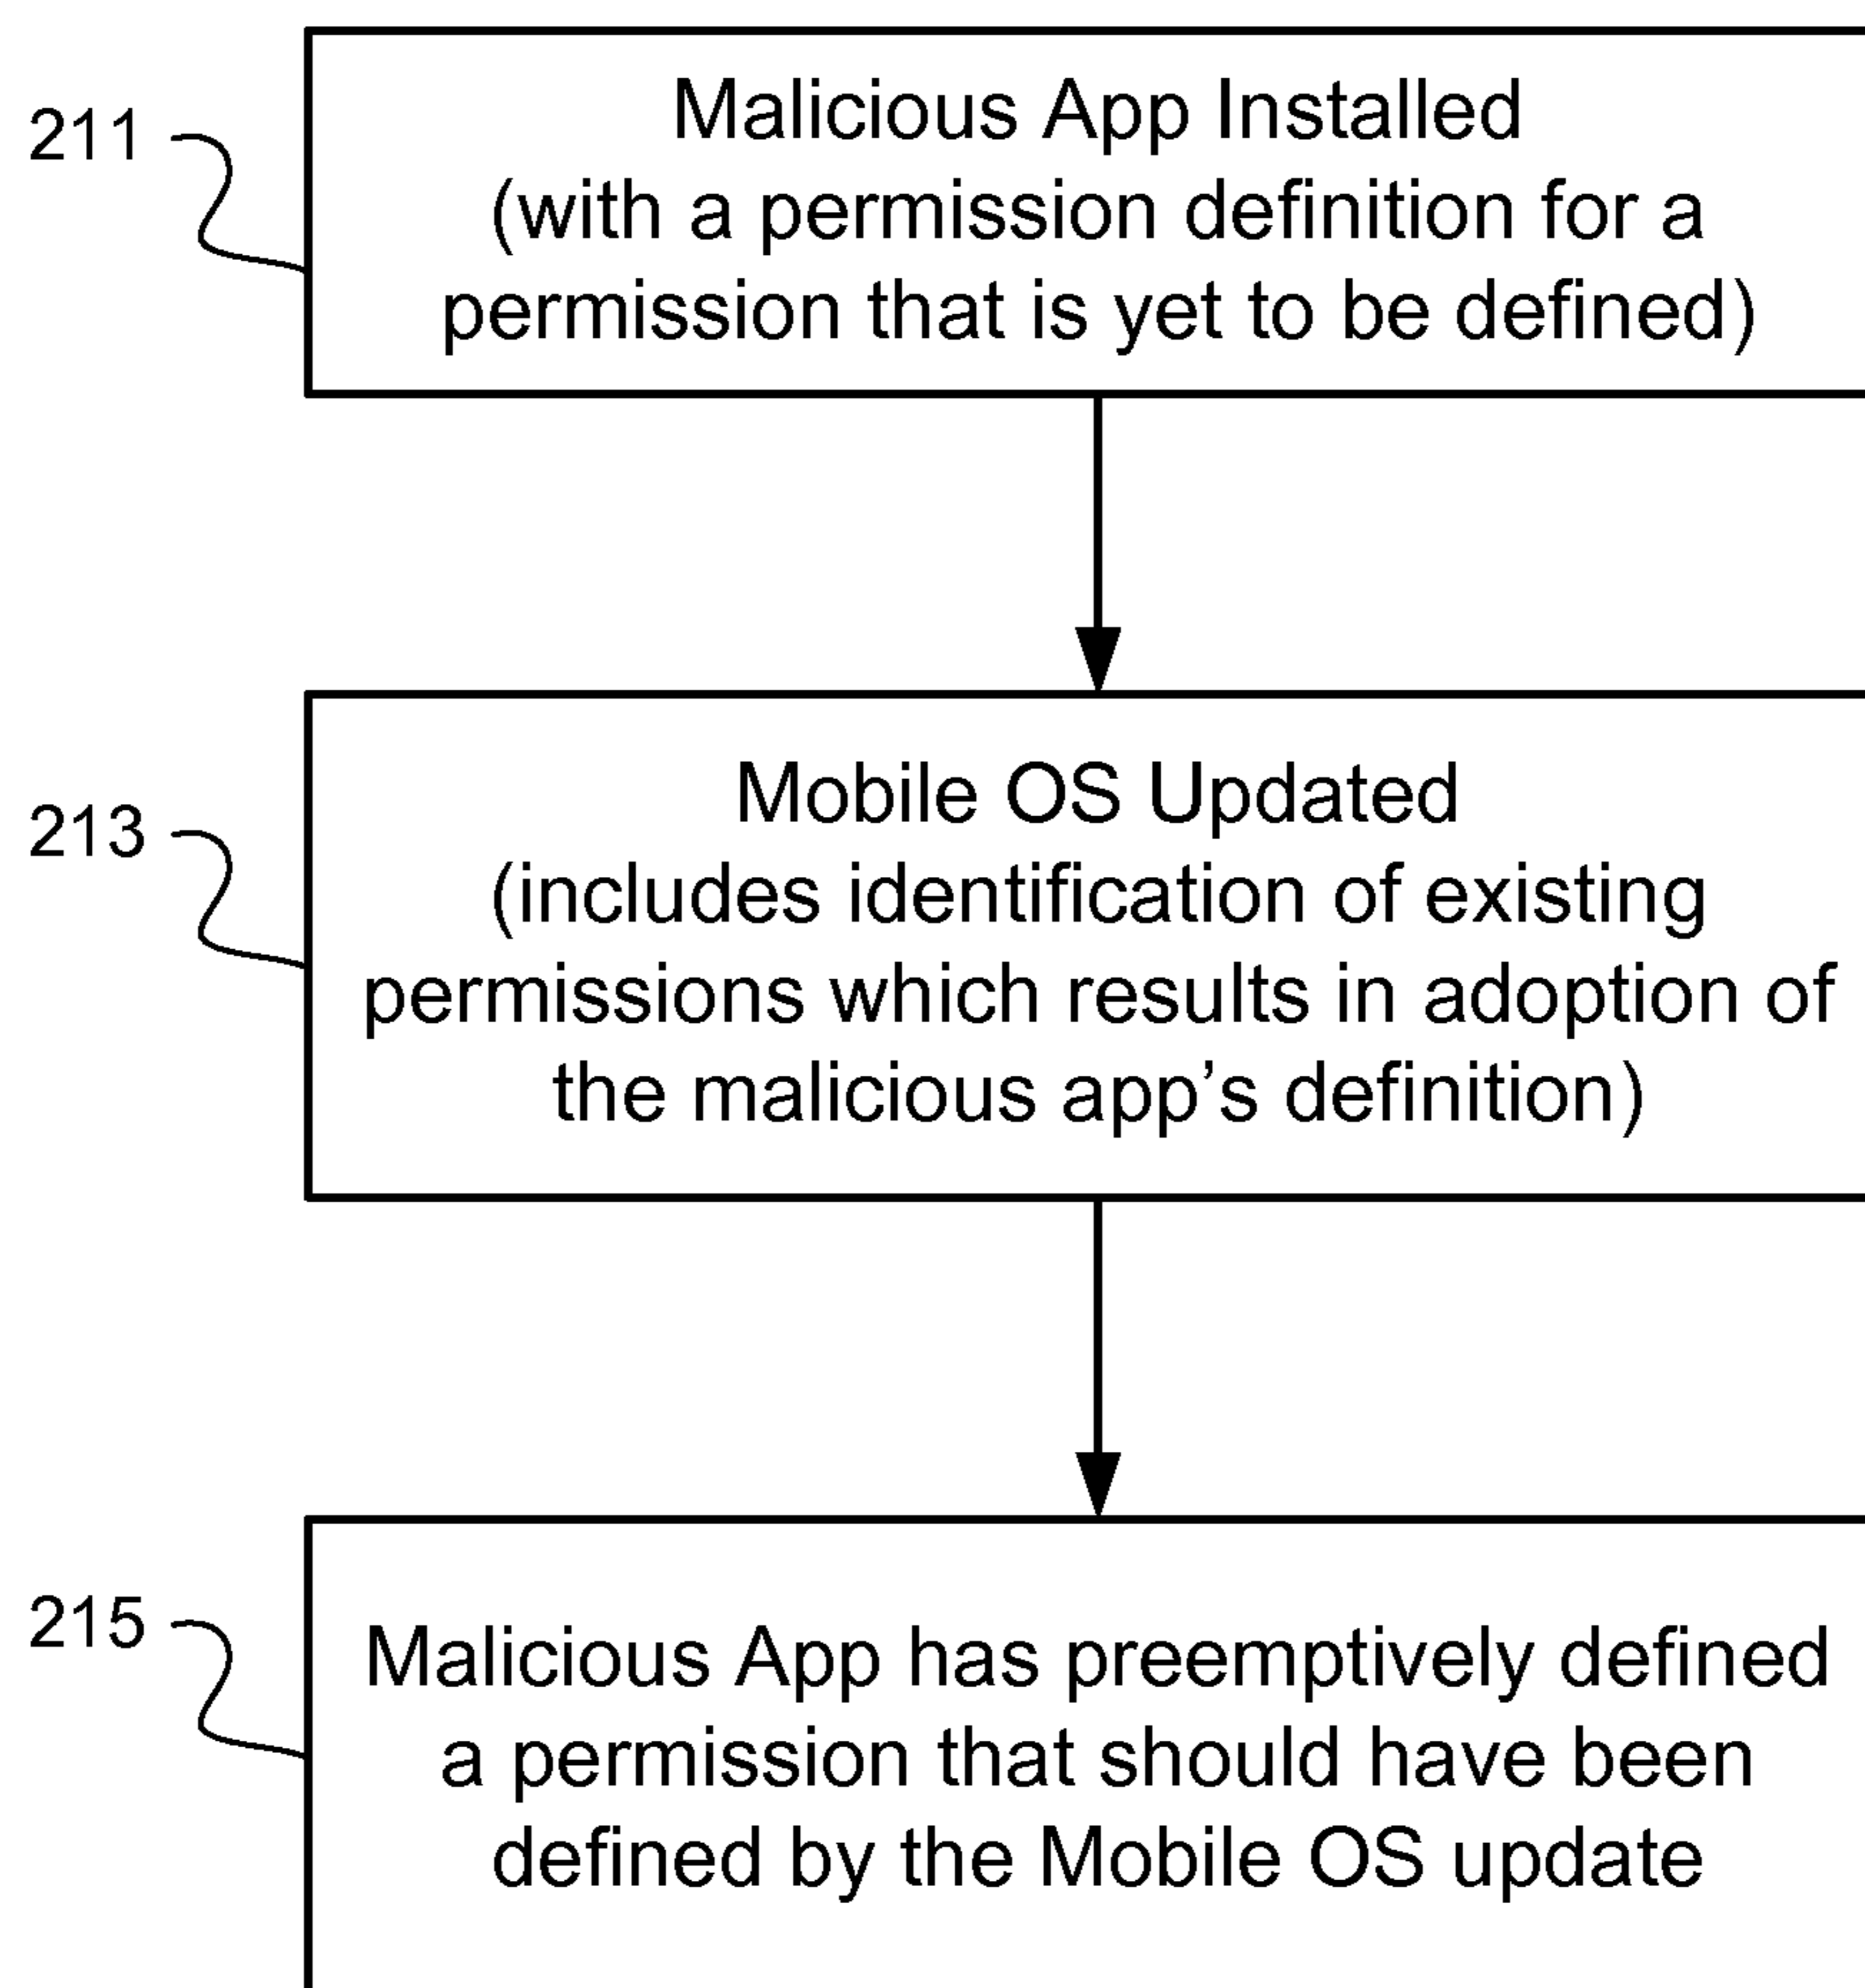 211
Malicious App Installed
(with a permission definition for a
permission that is yet to be defined)
213
Mobile OS Updated
(includes identification of existing
permissions which results in adoption of
the malicious app’s definition)
215
Malicious App has preemptively defined
a permission that should have been
defined by the Mobile OS update